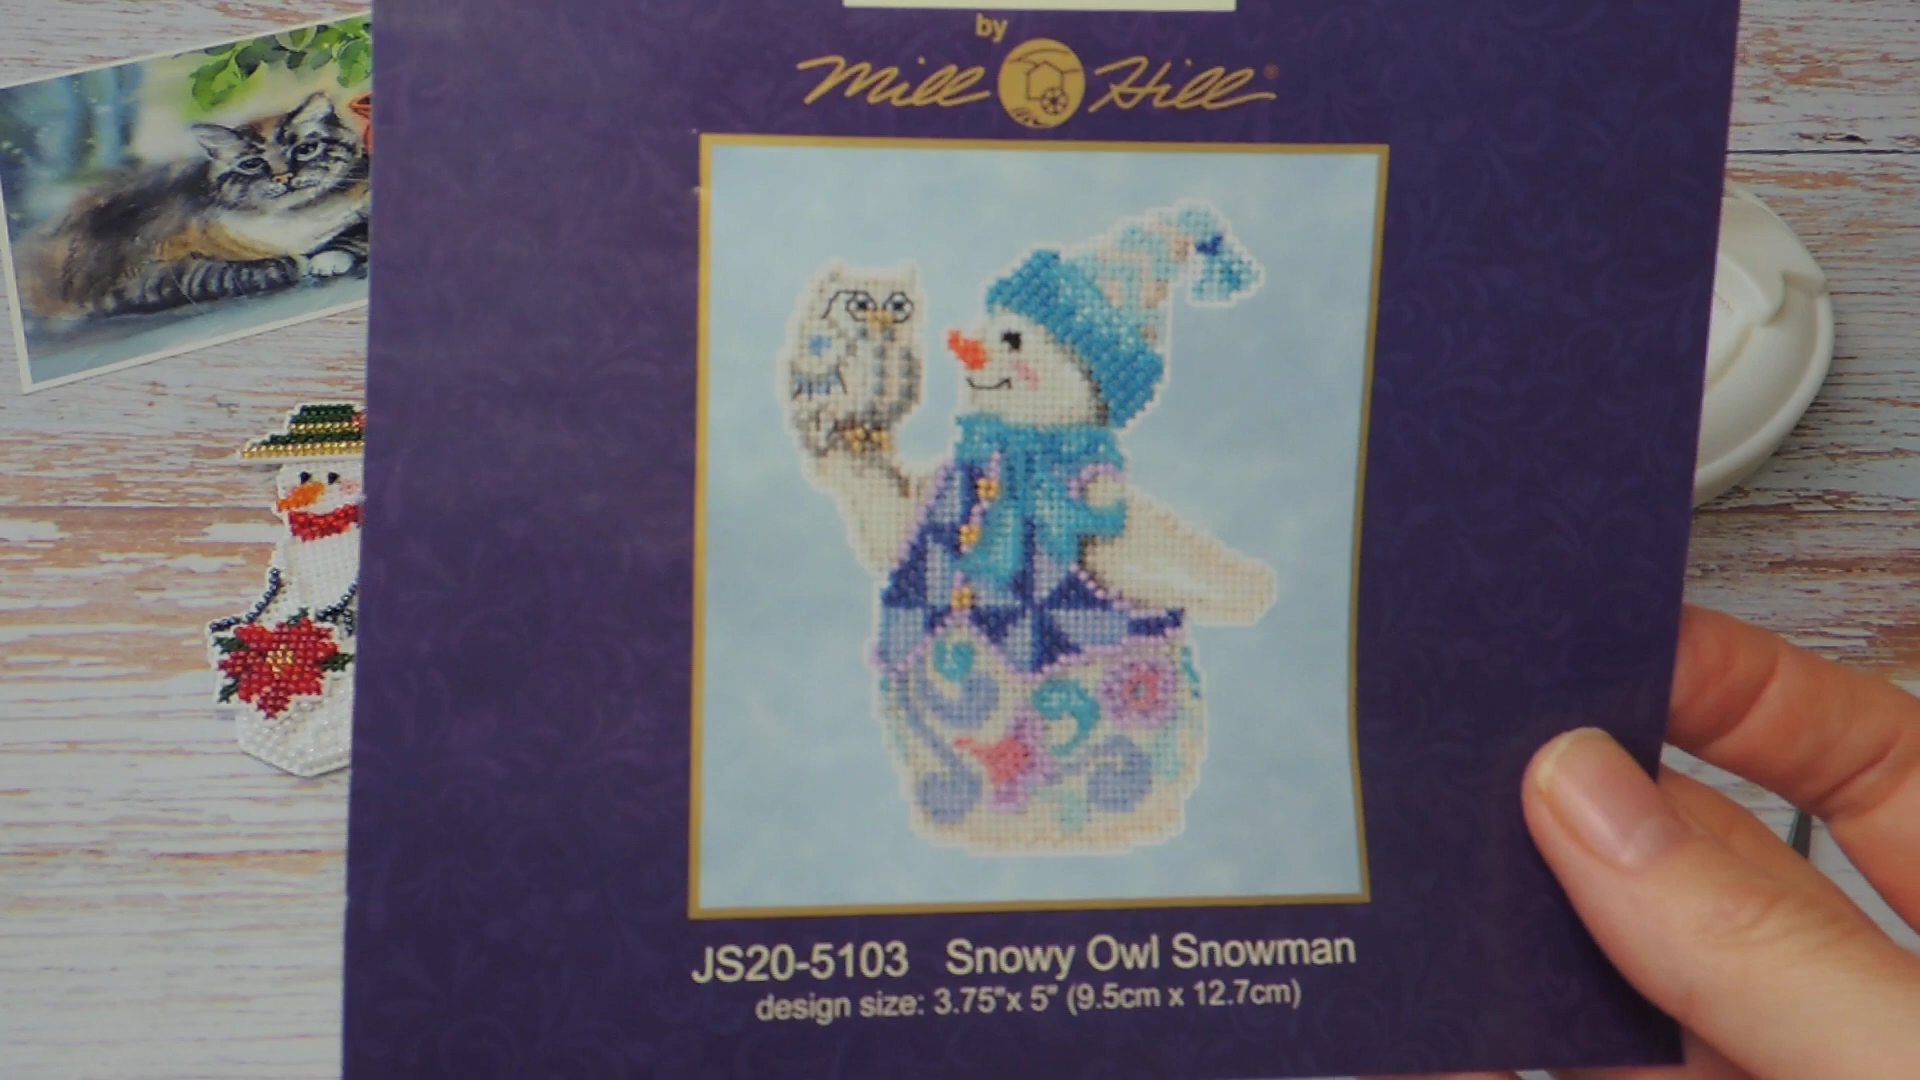 by
Mill Hill®
JS20-5103 Snowy Owl Snowman
design size: 3.75"x 5" (9.5cm x 12.7cm)